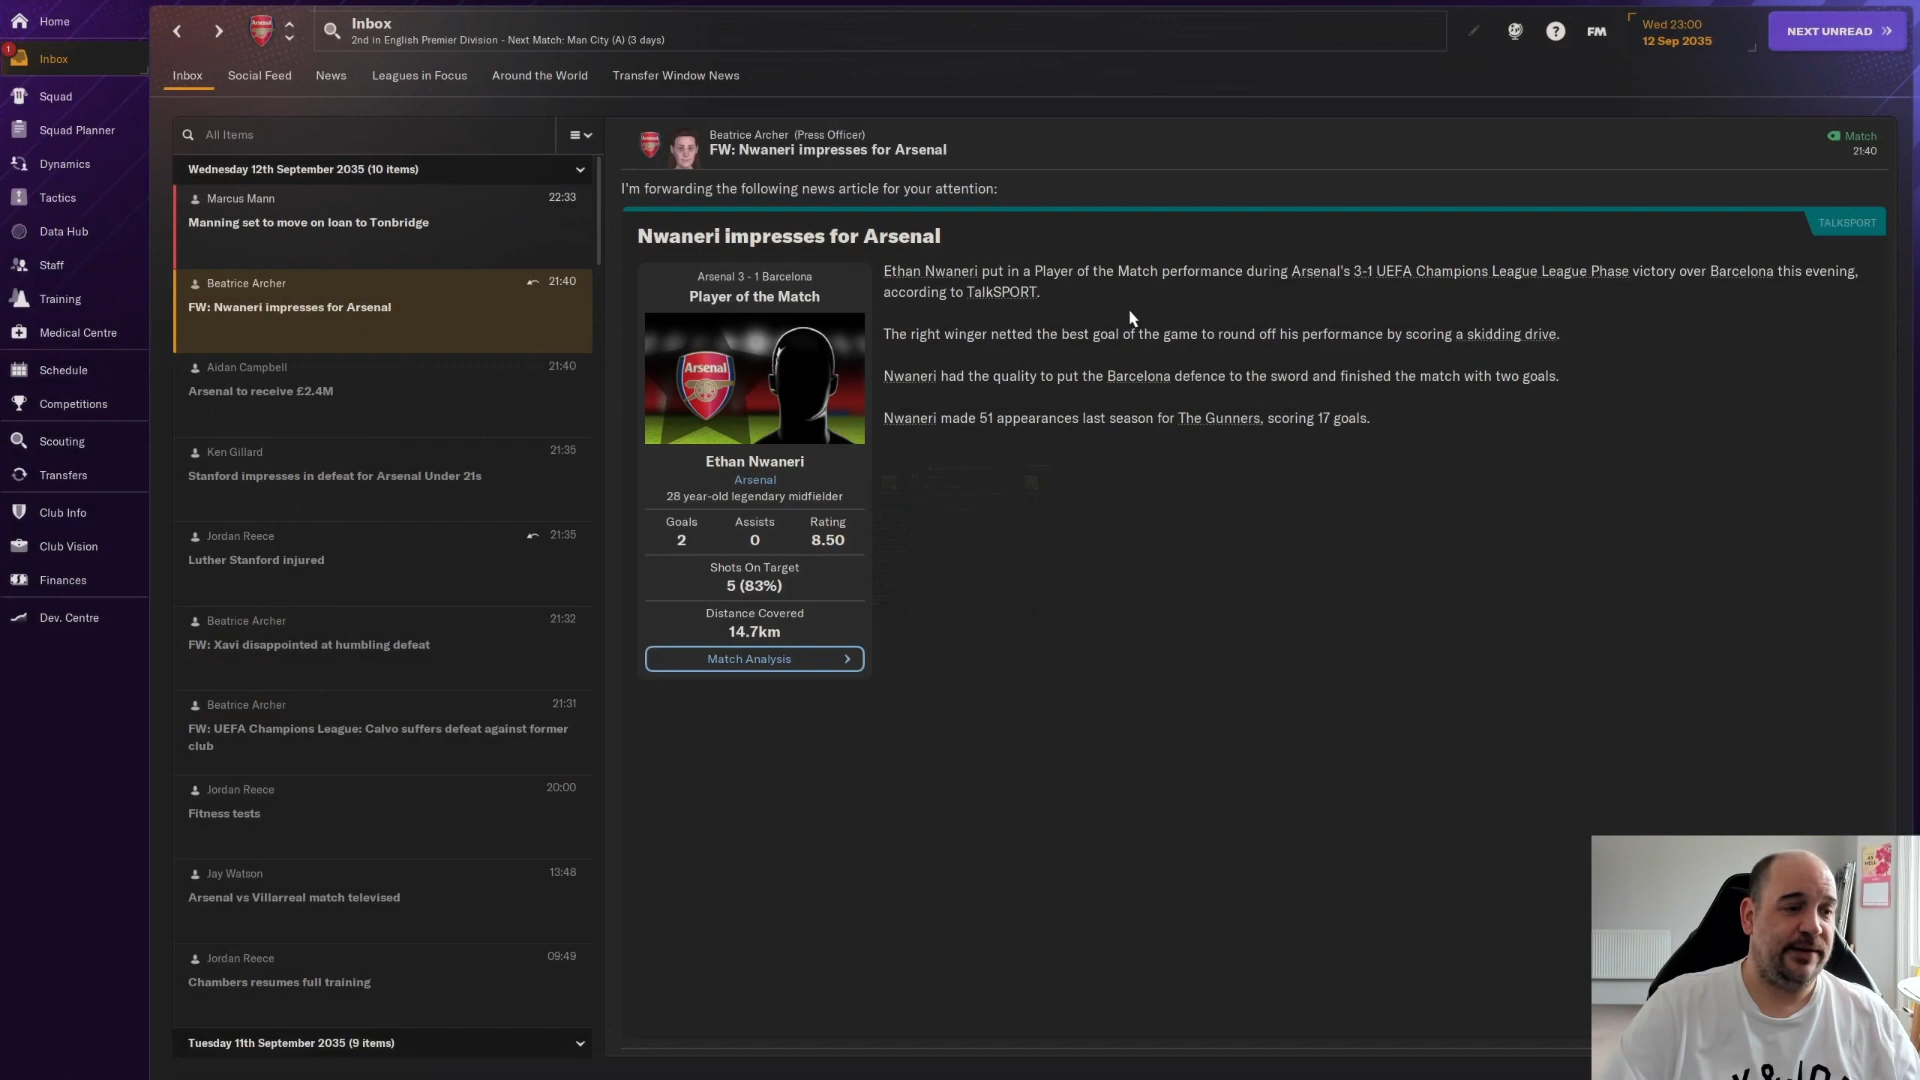 Home
1
Inbox
Squad
Squad Planner
Dynamics
Tactics
Data Hub
Staff
Training
Medical Centre
Schedule
Competitions
Scouting
Transfers
Club Info
Club Vision
Finances
Dev. Centre
Arsenal
Inbox
2nd in English Premier Division - Next Match: Man City (A) (3 days)
FM
Wed 23:00
12 Sep 2035
NEXT UNREAD
Inbox
Social Feed
News
Leagues in Focus
Around the World
Transfer Window News
All Items
Wednesday 12th September 2035 (10 items)
Marcus Mann
22:33
Manning set to move on loan to Tonbridge
Beatrice Archer
21:40
FW: Nwaneri impresses for Arsenal
Aidan Campbell
21:40
Arsenal to receive £2.4M
Ken Gillard
21:35
Stanford impresses in defeat for Arsenal Under 21s
Jordan Reece
21:35
Luther Stanford injured
Beatrice Archer
21:32
FW: Xavi disappointed at humbling defeat
Beatrice Archer
21:31
FW: UEFA Champions League: Calvo suffers defeat against former
club
Jordan Reece
20:00
Fitness tests
Jay Watson
13:48
Arsenal vs Villarreal match televised
Jordan Reece
09:49
Chambers resumes full training
Tuesday 11th September 2035 (9 items)
Beatrice Archer (Press Officer)
FW: Nwaneri impresses for Arsenal
Match
21:40
I'm forwarding the following news article for your attention:
TALKSPORT
Nwaneri impresses for Arsenal
Arsenal 3 - 1 Barcelona
Player of the Match
Arsenal
Ethan Nwaneri
Arsenal
28 year-old legendary midfielder
Goals Assists Rating
2 0 8.50
Shots On Target
5 (83%)
Distance Covered
14.7km
Match Analysis
Ethan Nwaneri put in a Player of the Match performance during Arsenal's 3-1 UEFA Champions League League Phase victory over Barcelona this evening,
according to TalkSPORT.
The right winger netted the best goal of the game to round off his performance by scoring a skidding drive.
Nwaneri had the quality to put the Barcelona defence to the sword and finished the match with two goals.
Nwaneri made 51 appearances last season for The Gunners, scoring 17 goals.